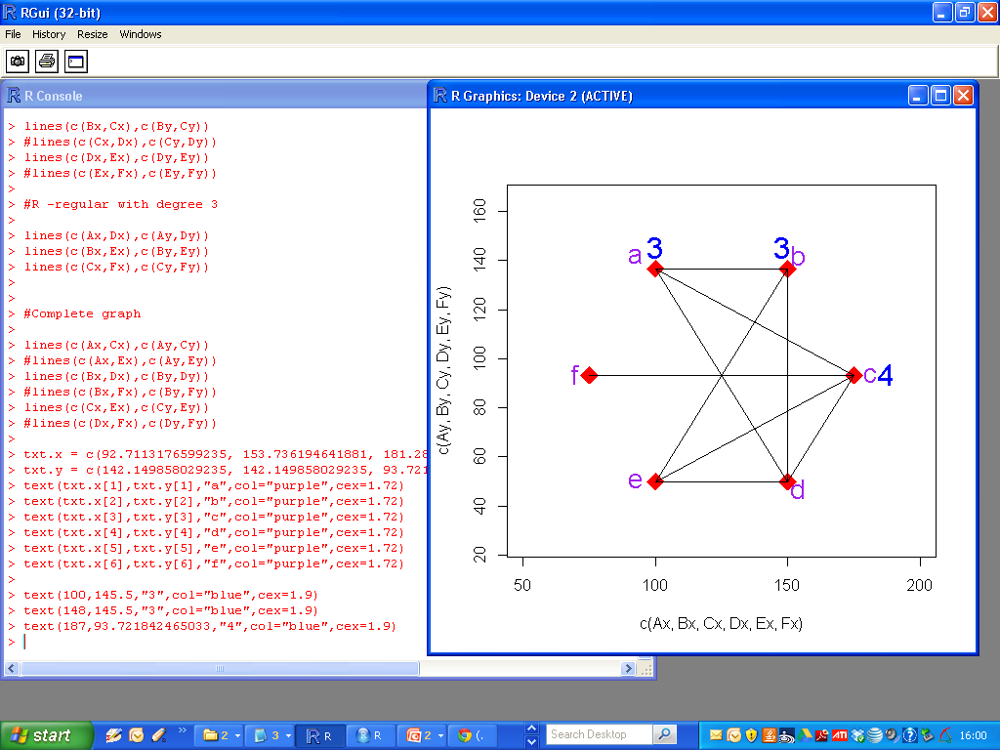 RGui (32-bit)
File History Resize Windows
R Console
> lines(c(Bx,Cx),c(By,Cy))
> #lines(c(Cx,Dx),c(Cy,Dy))
> lines(c(Dx,Ex),c(Dy,Ey))
> #lines(c(Ex,Fx),c(Ey,Fy))
>
> #R -regular with degree 3
>
> lines(c(Ax,Dx),c(Ay,Dy))
> lines(c(Bx,Ex),c(By,Ey))
> lines(c(Cx,Fx),c(Cy,Fy))
>
>
> #Complete graph
>
> lines(c(Ax,Cx),c(Ay,Cy))
> #lines(c(Ax,Ex),c(Ay,Ey))
> lines(c(Bx,Dx),c(By,Dy))
> #lines(c(Bx,Fx),c(By,Fy))
> lines(c(Cx,Ex),c(Cy,Ey))
> #lines(c(Dx,Fx),c(Dy,Fy))
>
> txt.x = c(92.7113176599235, 153.736194641881, 181.28
> txt.y = c(142.149858029235, 142.149858029235, 93.721
> text(txt.x[1],txt.y[1],"a",col="purple",cex=1.72)
> text(txt.x[2],txt.y[2],"b",col="purple",cex=1.72)
> text(txt.x[3],txt.y[3],"c",col="purple",cex=1.72)
> text(txt.x[4],txt.y[4],"d",col="purple",cex=1.72)
> text(txt.x[5],txt.y[5],"e",col="purple",cex=1.72)
> text(txt.x[6],txt.y[6],"f",col="purple",cex=1.72)
>
> text(100,145.5,"3",col="blue",cex=1.9)
> text(148,145.5,"3",col="blue",cex=1.9)
> text(187,93.721842465033,"4",col="blue",cex=1.9)
>
R Graphics: Device 2 (ACTIVE)
c(Ay, By, Cy, Dy, Ey, Fy)
160
140
120
100
80
60
40
20
a 3
3 b
f
c 4
e
d
50 100 150 200
c(Ax, Bx, Cx, Dx, Ex, Fx)
start
2
3
R
R
2
(.
Search Desktop
16:00